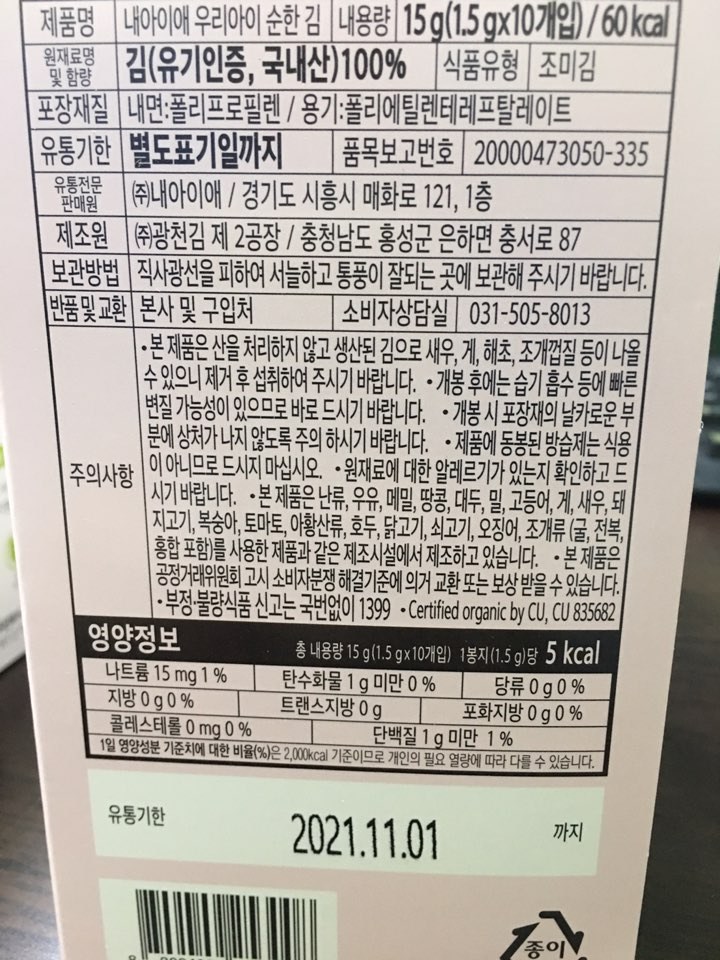 제품명 내아이애 우리아이 순한 김 내용량 15 g(1.5 gx10개입) / 60 kcal
원재료명 및 함량 김(유기인증, 국내산)100% 식품유형 조미김
포장재질 내면:폴리프로필렌 / 용기:폴리에틸렌테레프탈레이트
유통기한 별도표기일까지 품목보고번호 20000473050-335
유통전문 판매원 (주)내아이애 / 경기도 시흥시 매화로 121, 1층
제조원 (주)광천김 제 2공장 / 충청남도 홍성군 은하면 충서로 87
보관방법 직사광선을 피하여 서늘하고 통풍이 잘되는 곳에 보관해 주시기 바랍니다.
반품 및 교환 본사 및 구입처 소비자상담실 031-505-8013
주의사항
•본 제품은 산을 처리하지 않고 생산된 김으로 새우, 게, 해초, 조개껍질 등이 나올
수 있으니 제거 후 섭취하여 주시기 바랍니다. •개봉 후에는 습기 흡수 등에 빠른
변질 가능성이 있으므로 바로 드시기 바랍니다. •개봉 시 포장재의 날카로운 부
분에 상처가 나지 않도록 주의 하시기 바랍니다. •제품에 동봉된 방습제는 식용
이 아니므로 드시지 마십시오. •원재료에 대한 알레르기가 있는지 확인하고 드
시기 바랍니다. •본 제품은 난류, 우유, 메밀, 땅콩, 대두, 밀, 고등어, 게, 새우, 돼
지고기, 복숭아, 토마토, 아황산류, 호두, 닭고기, 쇠고기, 오징어, 조개류 (굴, 전복,
홍합 포함)를 사용한 제품과 같은 제조시설에서 제조하고 있습니다. •본 제품은
공정거래위원회 고시 소비자분쟁 해결기준에 의거 교환 또는 보상 받을 수 있습니다.
•부정·불량식품 신고는 국번없이 1399 •Certified organic by CU, CU 835682
영양정보 총 내용량 15 g(1.5 gx10개입) 1봉지(1.5 g)당 5 kcal
나트륨 15 mg 1 % 탄수화물 1 g 미만 0 % 당류 0 g 0 %
지방 0 g 0 % 트랜스지방 0 g 포화지방 0 g 0 %
콜레스테롤 0 mg 0 % 단백질 1 g 미만 1 %
1일 영양성분 기준치에 대한 비율(%)은 2,000kcal 기준이므로 개인의 필요 열량에 따라 다를 수 있습니다.
유통기한 2021.11.01 까지
종이